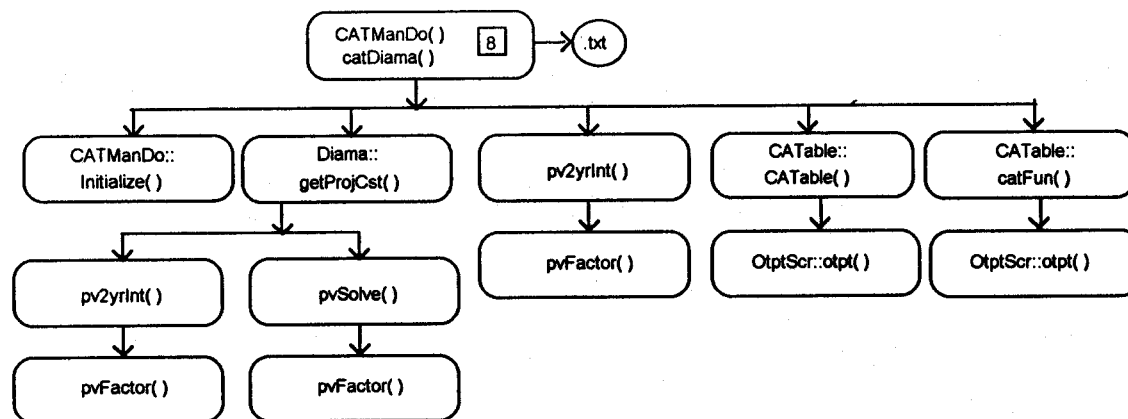 CATManDo( )
catDiama( )
8
.txt
CATManDo::
Initialize( )
Diama::
getProjCst( )
pv2yrInt( )
CATable::
CATable( )
CATable::
catFun( )
pvFactor( )
OtptScr::otpt( )
OtptScr::otpt( )
pv2yrInt( )
pvSolve( )
pvFactor( )
pvFactor( )